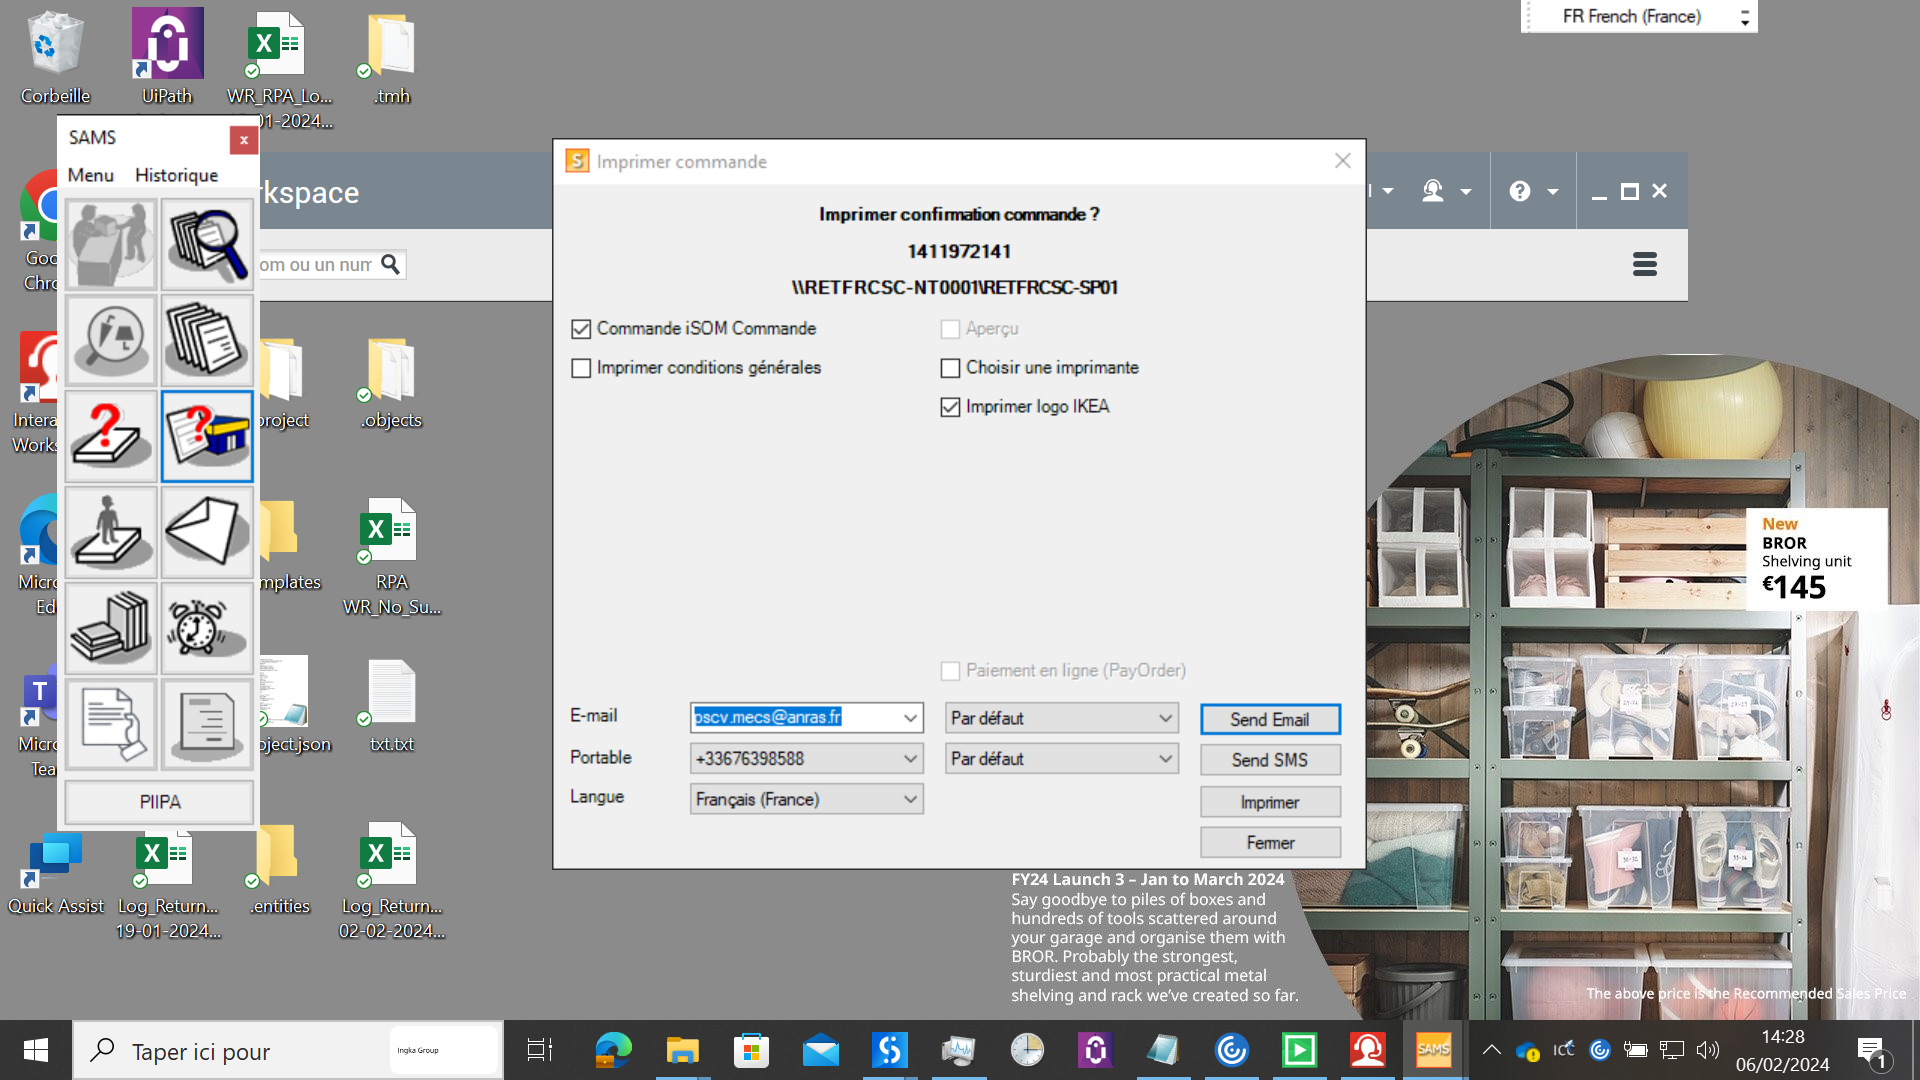 FR French (France)
Corbeille
UiPath
WR_RPA_Lo...
01-2024...
.tmh
SAMS
Menu
Historique
rkspace
om ou un num
Imprimer commande
Imprimer confirmation commande ?
1411972141
\\RETFRCSC-NT0001\RETFRCSC-SP01
Commande iSOM Commande
Aperçu
Imprimer conditions générales
Choisir une imprimante
Imprimer logo IKEA
Paiement en ligne (PayOrder)
E-mail
pscv.mecs@anras.fr
Par défaut
Send Email
Portable
+33676398588
Par défaut
Send SMS
Langue
Français (France)
Imprimer
Fermer
Goo
Chro
Intera
Works
project
.objects
Micro
Ed
mplates
RPA
WR_No_Su...
Micro
Tea
oject.json
txt.txt
PIIPA
Quick Assist
Log_Return...
19-01-2024...
.entities
Log_Return...
02-02-2024...
New
BROR
Shelving unit
€145
FY24 Launch 3 – Jan to March 2024
Say goodbye to piles of boxes and
hundreds of tools scattered around
your garage and organise them with
BROR. Probably the strongest,
sturdiest and most practical metal
shelving and rack we've created so far.
The above price is the Recommended Sales Price
Taper ici pour
Ingka Group
SAMS
ICC
14:28
06/02/2024
1